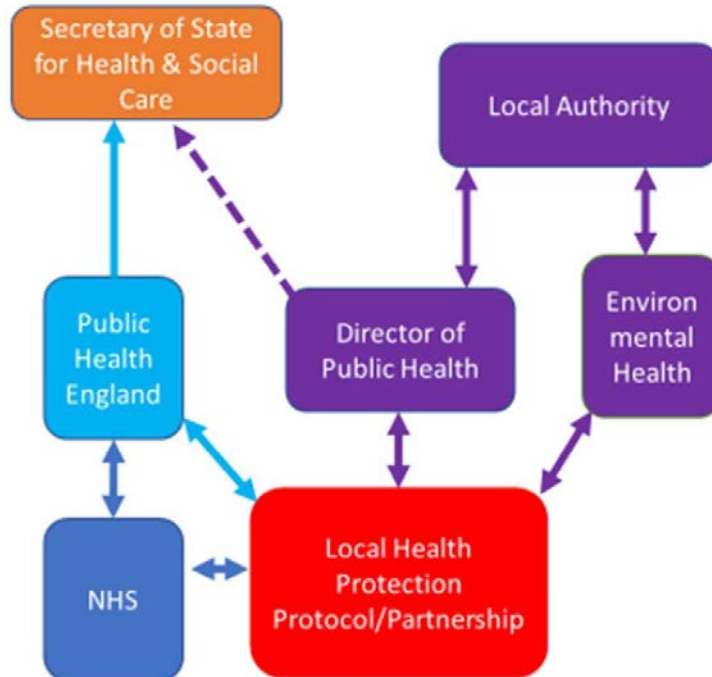 Secretary of State
for Health & Social
Care
Local Authority
Public
Health
England
Director of
Public Health
Environ
mental
Health
NHS
Local Health
Protection
Protocol/Partnership